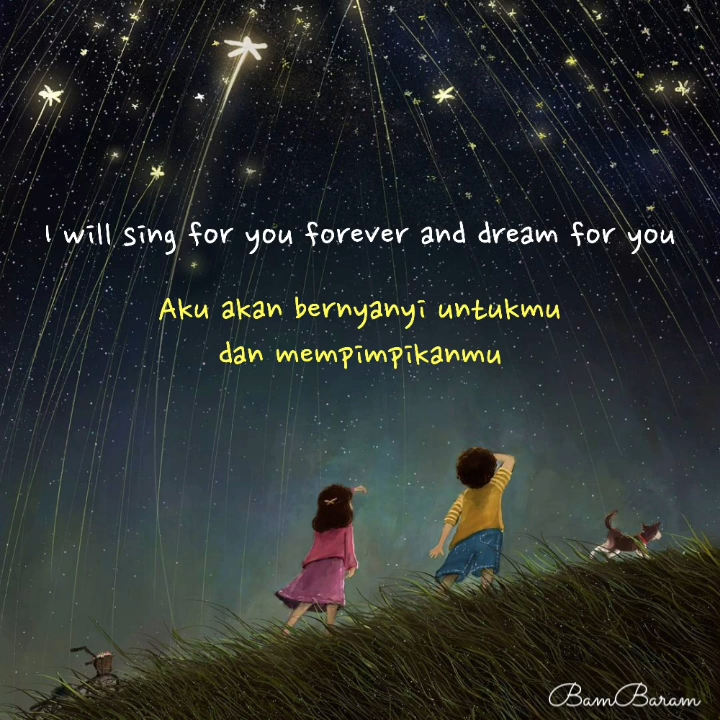 I will sing for you forever and dream for you
Aku akan bernyanyi untukmu
dan mempimpikanmu
BamBaram